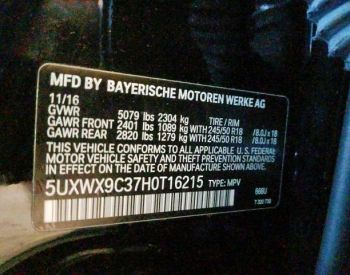 MFD BY BAYERISCHE MOTOREN WERKE AG
11/16
GVWR 5079 lbs 2304 kg TIRE / RIM
GAWR FRONT 2401 lbs 1089 kg WITH 245/50 R18 /8.0J x 18
GAWR REAR 2820 lbs 1279 kg WITH 245/50 R18 /8.0J x 18
THIS VEHICLE CONFORMS TO ALL APPLICABLE U.S. FEDERAL
MOTOR VEHICLE SAFETY, BUMPER, AND THEFT PREVENTION STANDARDS
IN EFFECT ON THE DATE OF MANUFACTURE SHOWN ABOVE.
5UXWX9C37H0T16215 TYPE: MPV